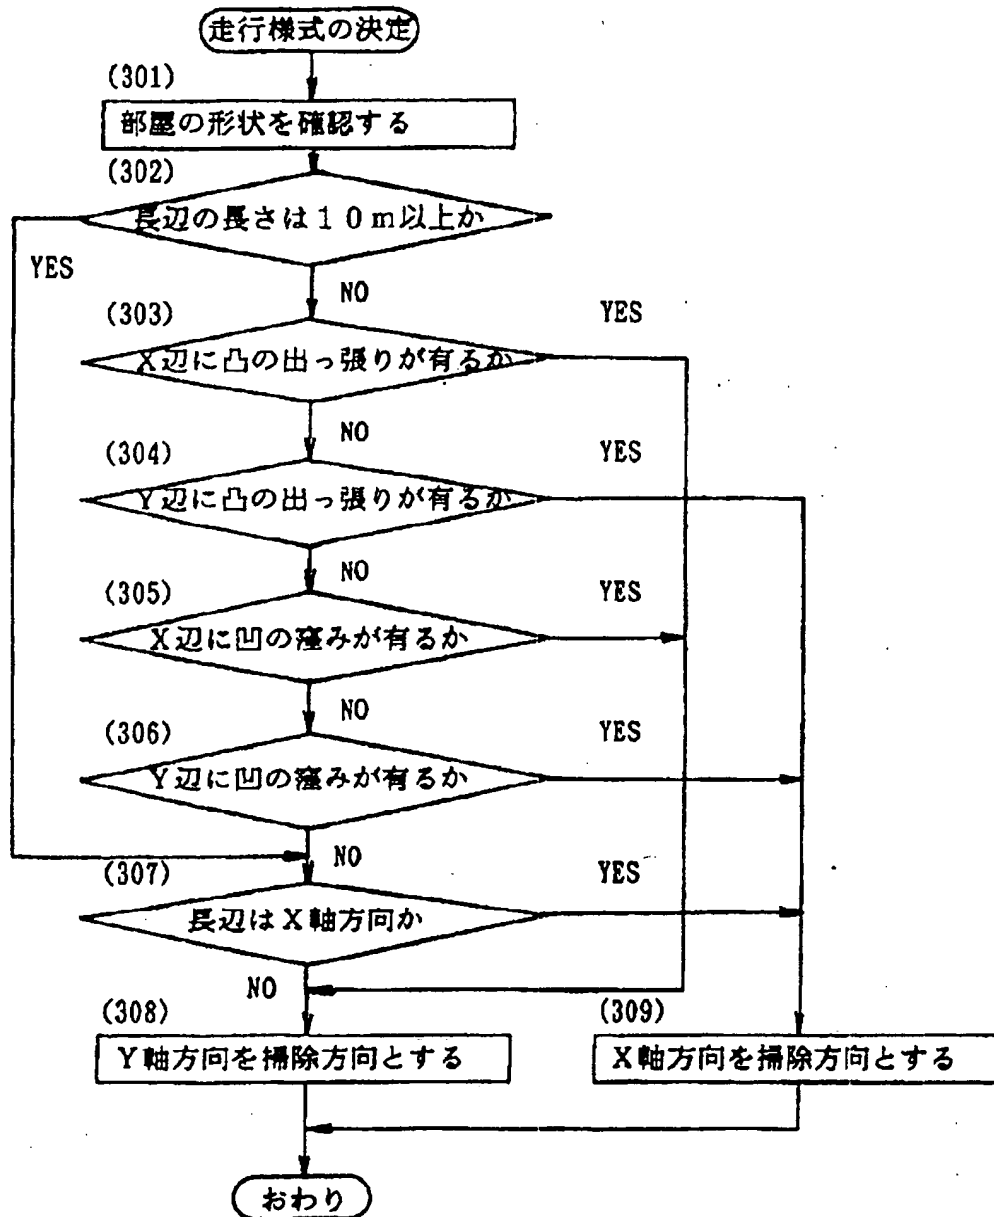 走行様式の決定
(301)
部屋の形状を確認する
(302)
長辺の長さは１０ｍ以上か
YES
NO
(303)
YES
Ｘ辺に凸の出っ張りが有るか
NO
(304)
YES
Ｙ辺に凸の出っ張りが有るか
NO
(305)
YES
Ｘ辺に凹の窪みが有るか
NO
(306)
YES
Ｙ辺に凹の窪みが有るか
NO
(307)
YES
長辺はＸ軸方向か
NO
(308)
(309)
Ｙ軸方向を掃除方向とする
Ｘ軸方向を掃除方向とする
おわり